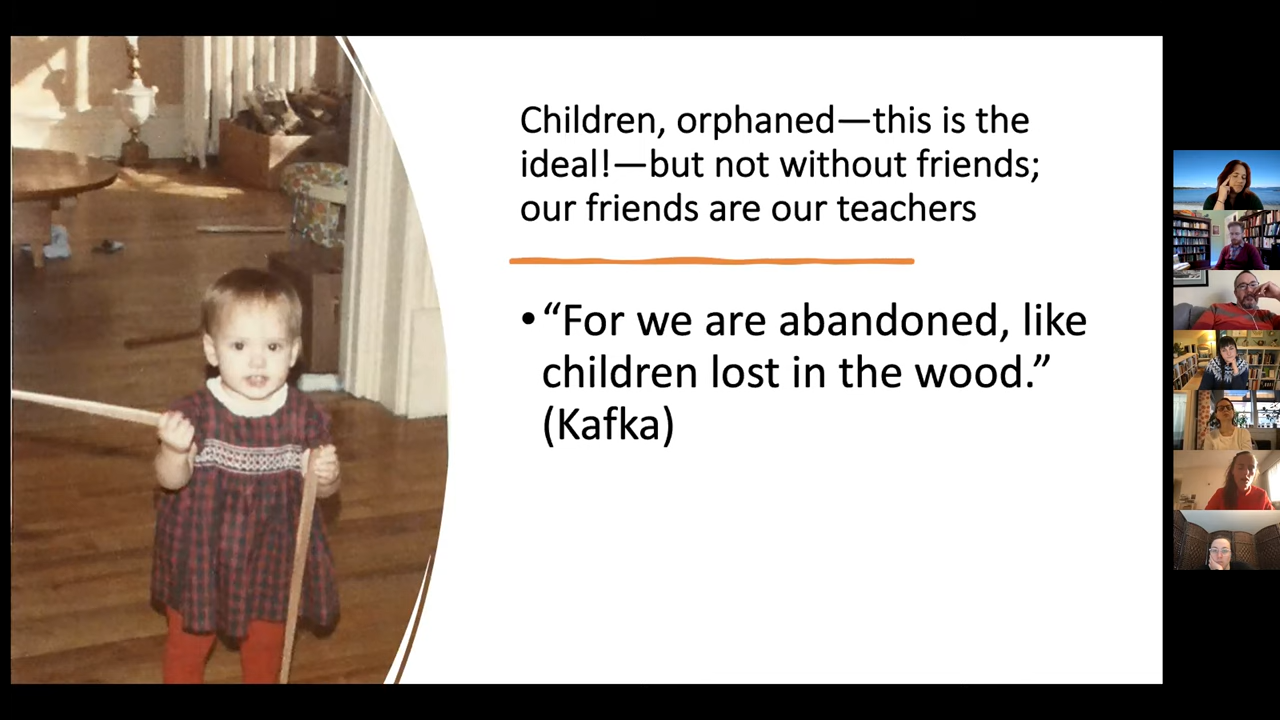 Children, orphaned—this is the
ideal!—but not without friends;
our friends are our teachers
•“For we are abandoned, like
children lost in the wood.”
(Kafka)